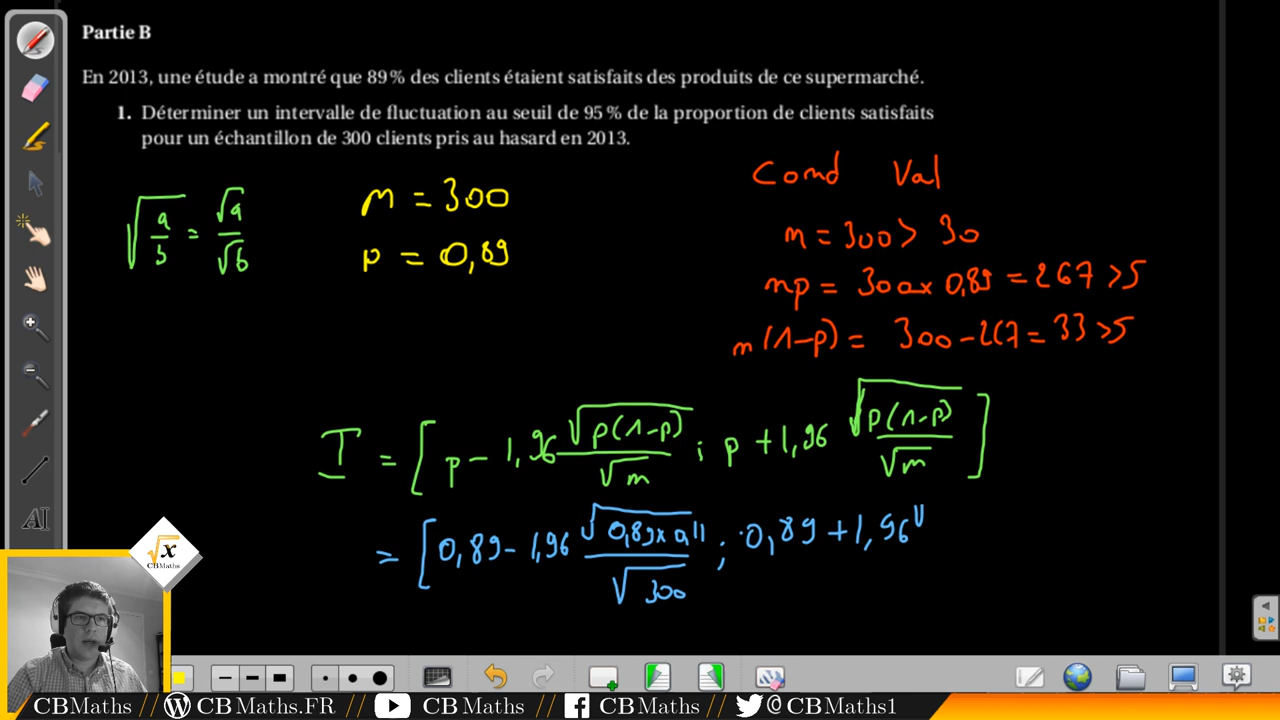 Partie B
En 2013, une étude a montré que 89% des clients étaient satisfaits des produits de ce supermarché.
1. Déterminer un intervalle de fluctuation au seuil de 95% de la proportion de clients satisfaits
pour un échantillon de 300 clients pris au hasard en 2013.
√(a/b) = √a/√b
n = 300
p = 0,89
Cond Val
n = 300 > 30
np = 300 × 0,89 = 267 > 5
n(1-p) = 300 - 267 = 33 > 5
I = [p - 1,96 √(p(1-p))/√n ; p + 1,96 √(p(1-p))/√n]
= [0,89 - 1,96 √(0,89 × 0,11)/√300 ; 0,89 + 1,96 √
AI
√x
CBMaths
CBMaths CBMaths.FR CBMaths CBMaths @CBMaths1